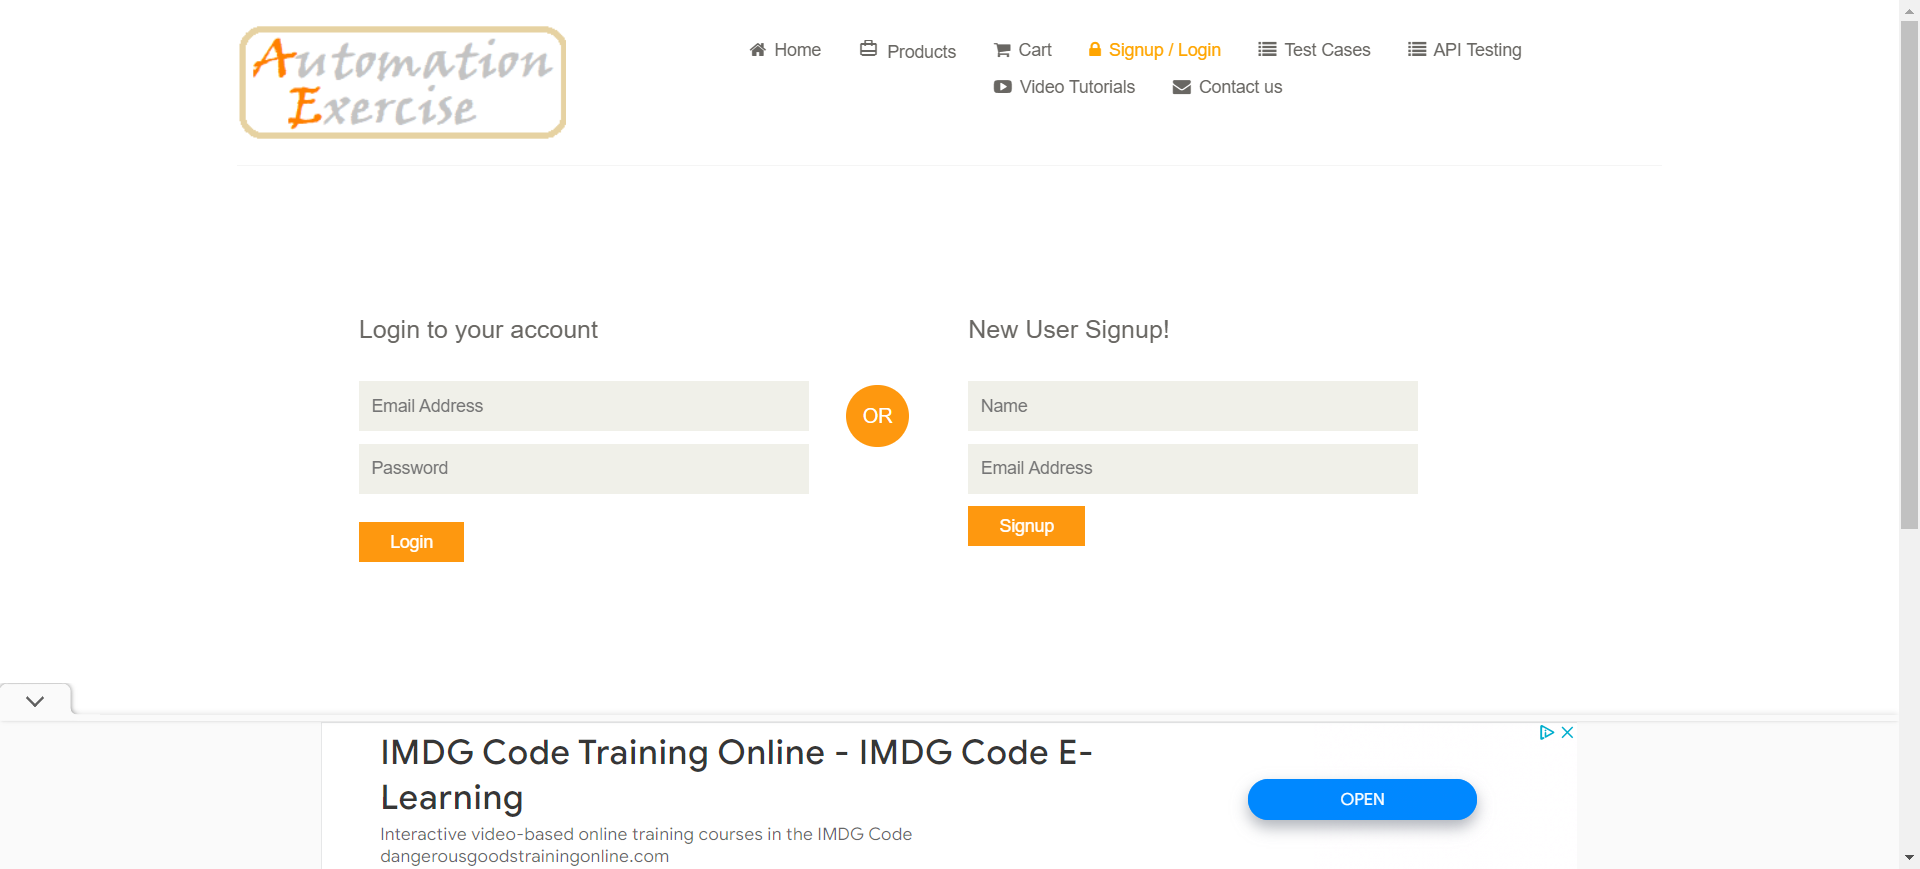 Automation
Exercise
Home
Products
Cart
Signup / Login
Test Cases
API Testing
Video Tutorials
Contact us
Login to your account
Email Address
Password
Login
OR
New User Signup!
Name
Email Address
Signup
IMDG Code Training Online - IMDG Code E-
Learning
Interactive video-based online training courses in the IMDG Code
dangerousgoodstrainingonline.com
OPEN